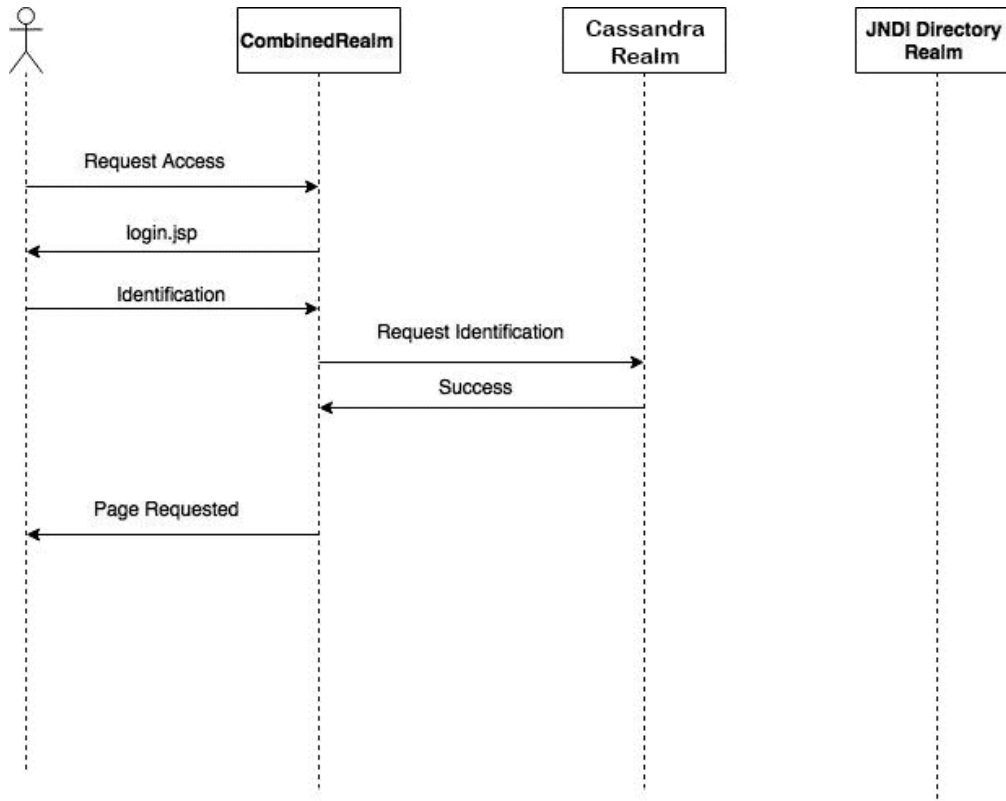 CombinedRealm
Cassandra
Realm
JNDI Directory
Realm
Request Access
login.jsp
Identification
Request Identification
Success
Page Requested